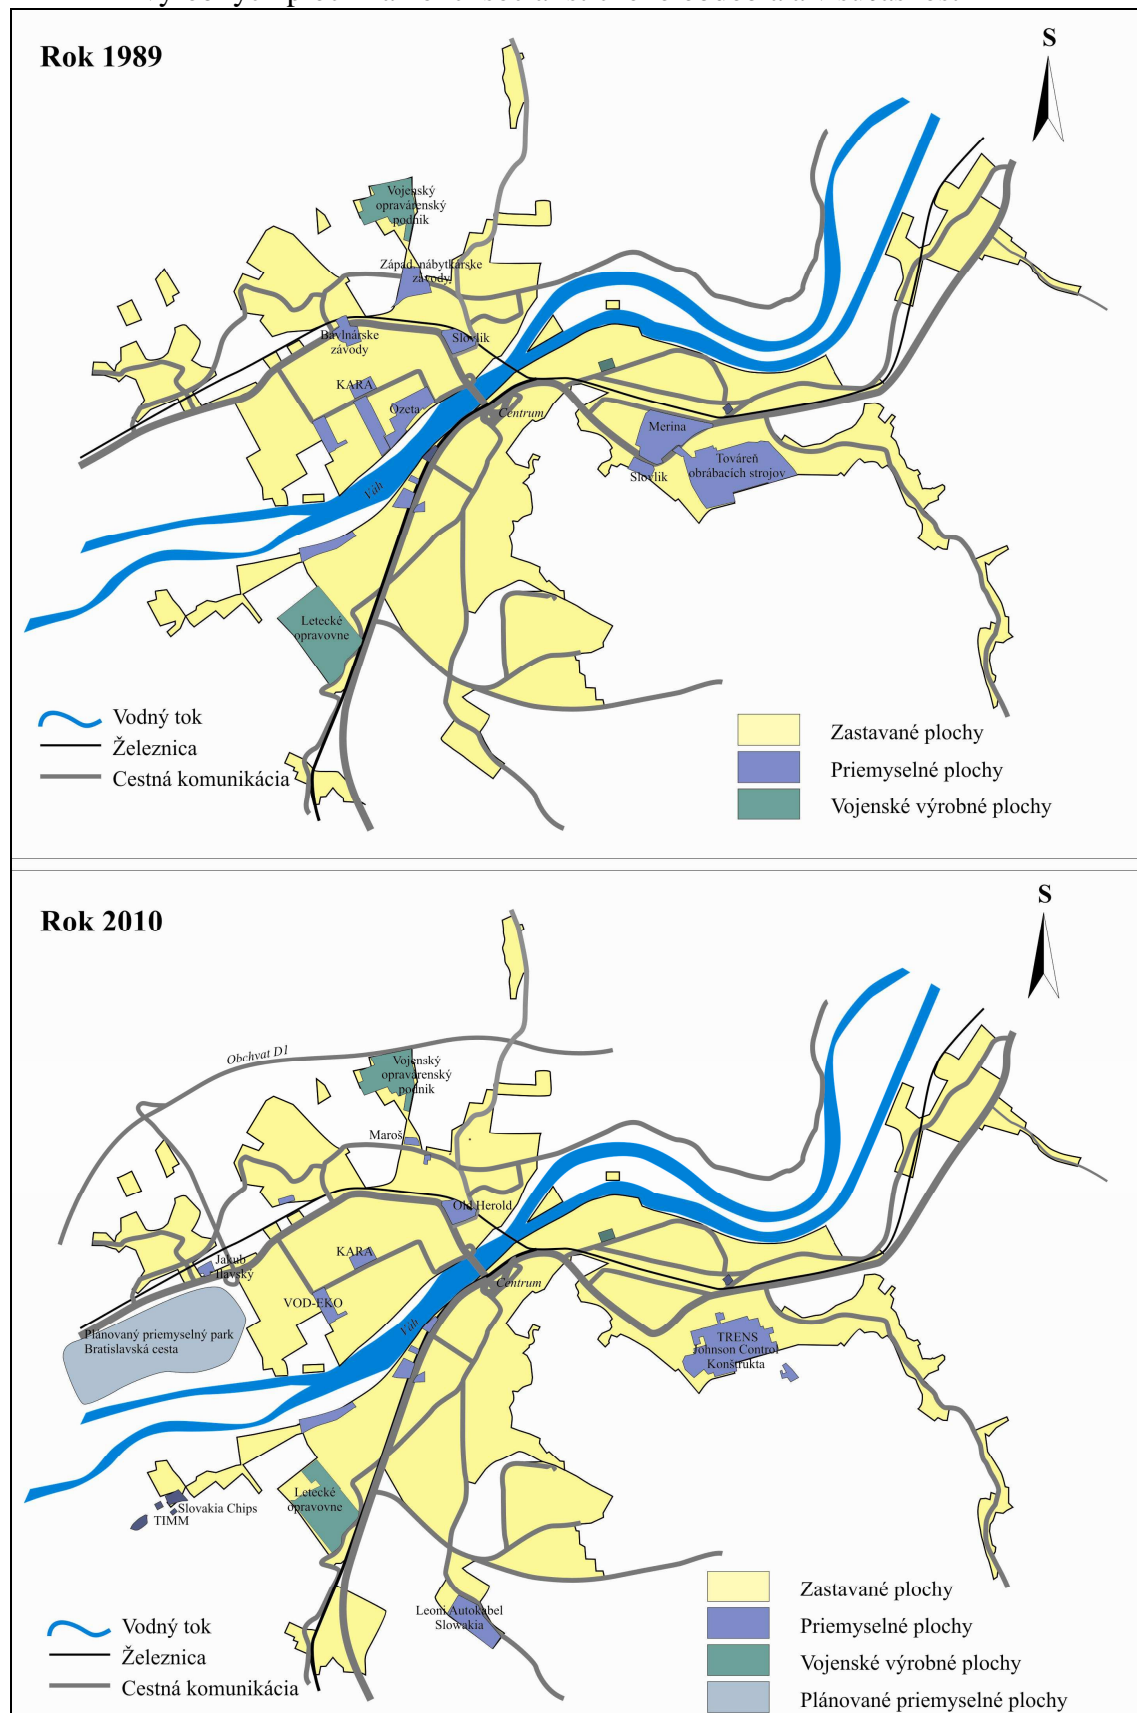 Rok 1989
S
Vojenský
opravárenský
podnik
Západ. nábytkárske
závody
Bavlnárske
závody
Slovlik
KARA
Ozeta
Centrum
Merina
Továreň
obrábacích strojov
Slovlik
Váh
Letecké
opravovne
Vodný tok
Železnica
Cestná komunikácia
Zastavané plochy
Priemyselné plochy
Vojenské výrobné plochy
Rok 2010
S
Obchvat D1
Vojenský
opravárenský
podnik
Maroš
Old Herold
Jakub
Ilavský
KARA
Centrum
VOD-EKO
Váh
Plánovaný priemyselný park
Bratislavská cesta
TRENS
Johnson Control
Konštrukta
Letecké
opravovne
Slovakia Chips
TIMM
Leoni Autokabel
Slowakia
Vodný tok
Železnica
Cestná komunikácia
Zastavané plochy
Priemyselné plochy
Vojenské výrobné plochy
Plánované priemyselné plochy